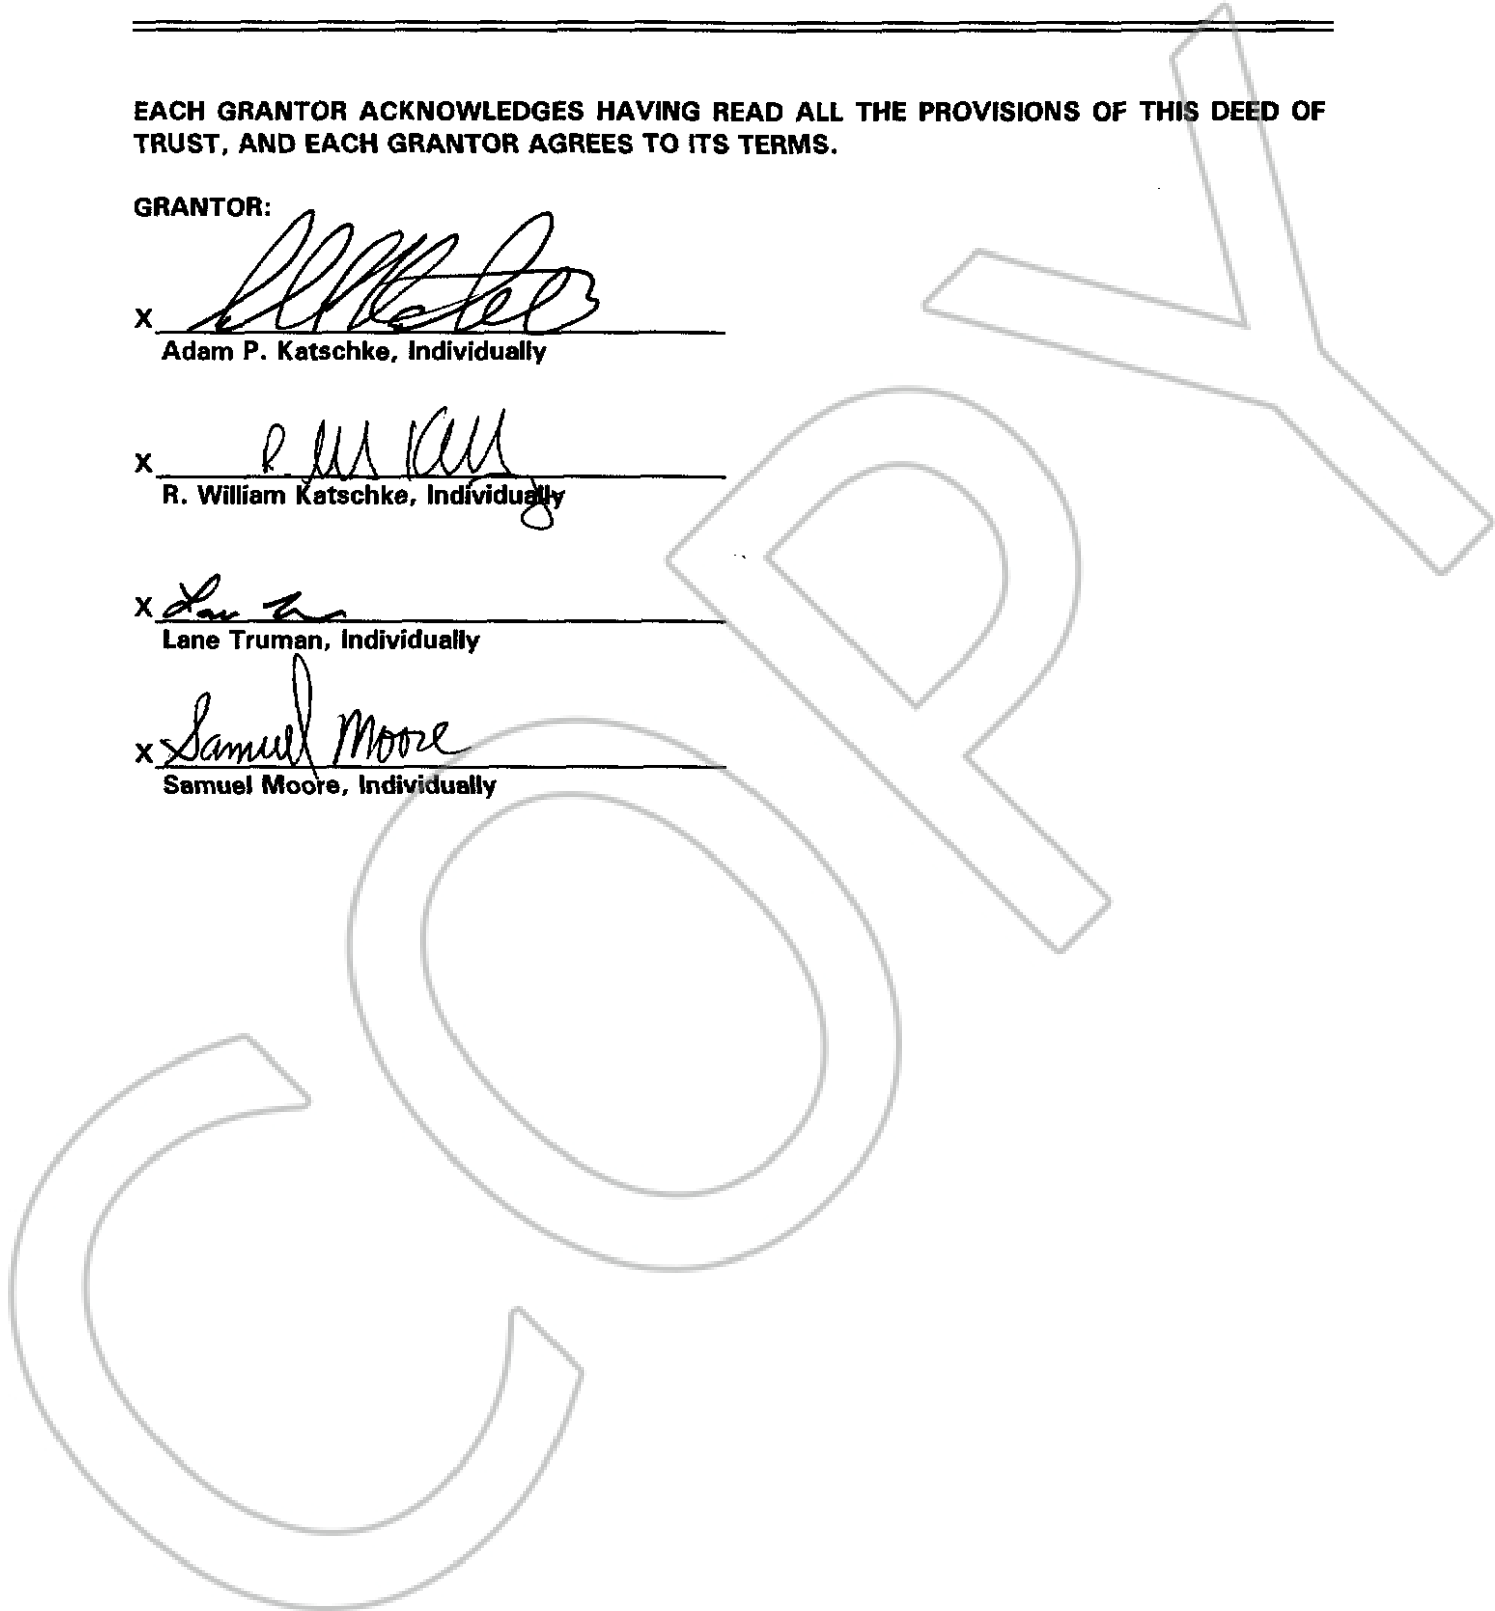 EACH GRANTOR ACKNOWLEDGES HAVING READ ALL THE PROVISIONS OF THIS DEED OF
TRUST, AND EACH GRANTOR AGREES TO ITS TERMS.
GRANTOR:
X
Adam P. Katschke, Individually
X R.
R. William Katschke, Individually
X
Lane Truman, Individually
X Samuel Moore
Samuel Moore, Individually
COPY